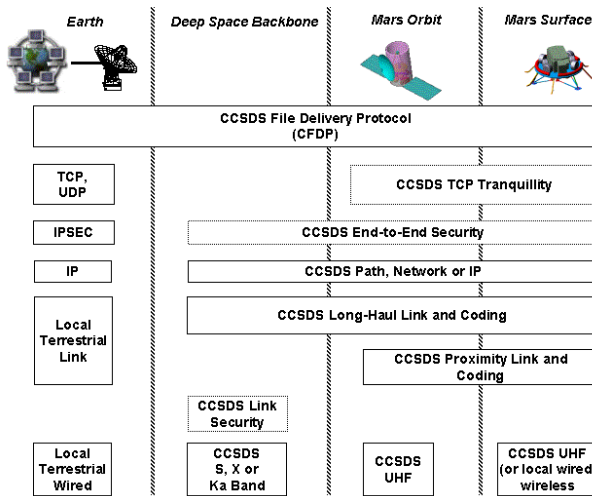 Earth
Deep Space Backbone
Mars Orbit
Mars Surface
CCSDS File Delivery Protocol
(CFDP)
TCP,
UDP
CCSDS TCP Tranquillity
IPSEC
CCSDS End-to-End Security
IP
CCSDS Path, Network or IP
Local
Terrestrial
Link
CCSDS Long-Haul Link and Coding
CCSDS Proximity Link and
Coding
CCSDS Link
Security
Local
Terrestrial
Wired
CCSDS
S, X or
Ka Band
CCSDS
UHF
CCSDS UHF
(or local wired
wireless